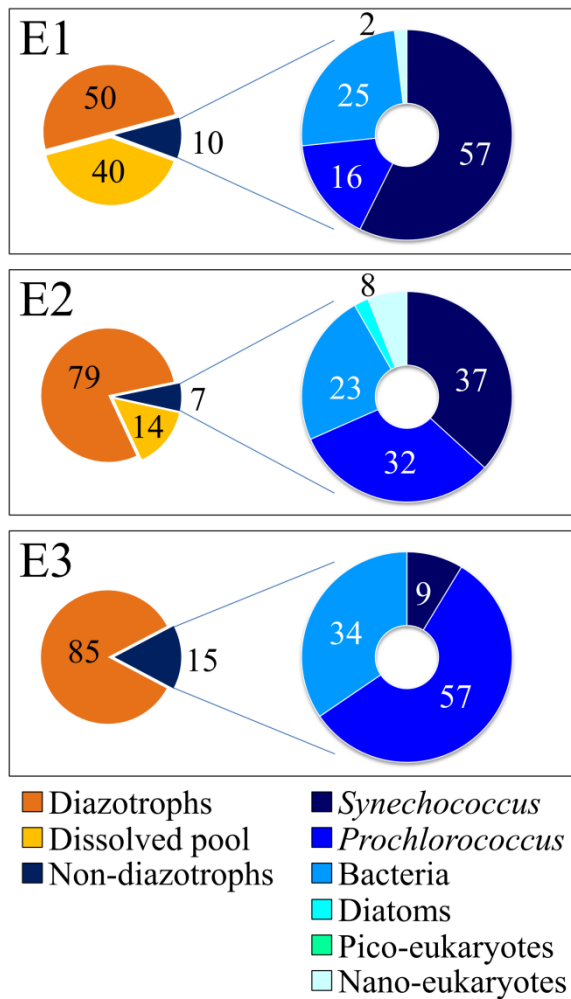 E1
50
40
10
2
25
16
57
E2
79
14
7
8
23
32
37
E3
85
15
34
9
57
Diazotrophs
Dissolved pool
Non-diazotrophs
Synechococcus
Prochlorococcus
Bacteria
Diatoms
Pico-eukaryotes
Nano-eukaryotes